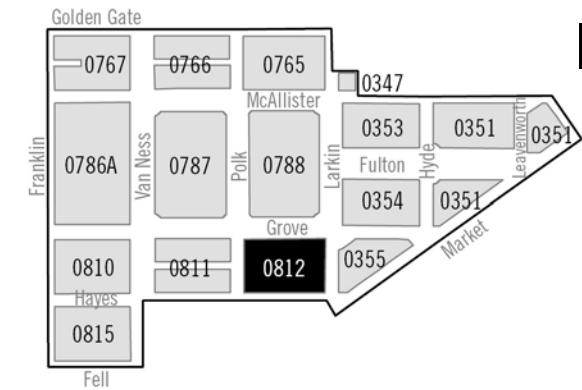 Golden Gate
0767
0766
0765
0347
McAllister
0353
0351
Leavenworth
0351
Franklin
0786A
Van Ness
0787
Polk
0788
Larkin
Fulton
Hyde
0354
0351
Market
Grove
0810
0811
0812
0355
Hayes
0815
Fell